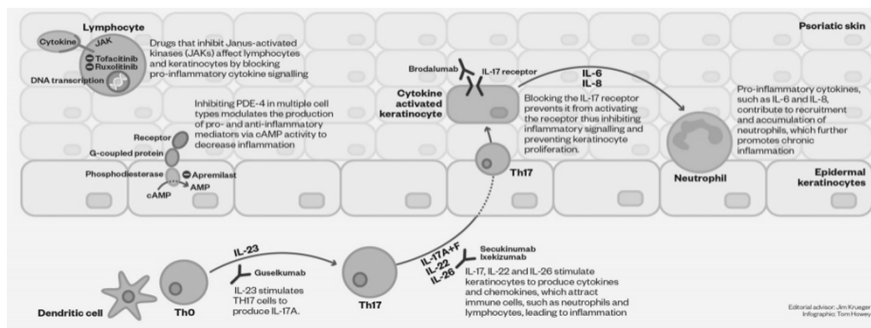 Psoriatic skin
Lymphocyte
Cytokine
JAK
Tofacitinib
Ruxolitinib
DNA transcription
Drugs that inhibit Janus-activated
kinases (JAKs) affect lymphocytes
and keratinocytes by blocking
pro-inflammatory cytokine signalling
Inhibiting PDE-4 in multiple cell
types modulates the production
of pro- and anti-inflammatory
mediators via cAMP activity to
decrease inflammation
Receptor
G-coupled protein
Phosphodiesterase
Apremilast
AMP
cAMP
Brodalumab
IL-17 receptor
Cytokine
activated
keratinocyte
IL-6
IL-8
Blocking the IL-17 receptor
prevents it from activating
the receptor thus inhibiting
inflammatory signalling and
preventing keratinocyte
proliferation.
Th17
Neutrophil
Pro-inflammatory cytokines,
such as IL-6 and IL-8,
contribute to recruitment
and accumulation of
neutrophils, which further
promotes chronic
inflammation
Epidermal
keratinocytes
Dendritic cell
Th0
IL-23
Guselkumab
IL-23 stimulates
TH17 cells to
produce IL-17A.
Th17
IL-17A+F
IL-22
IL-26
Secukinumab
Ixekizumab
IL-17, IL-22 and IL-26 stimulate
keratinocytes to produce cytokines
and chemokines, which attract
immune cells, such as neutrophils and
lymphocytes, leading to inflammation
Editorial advisor: Jim Krueger
Infographic: Tom Howey